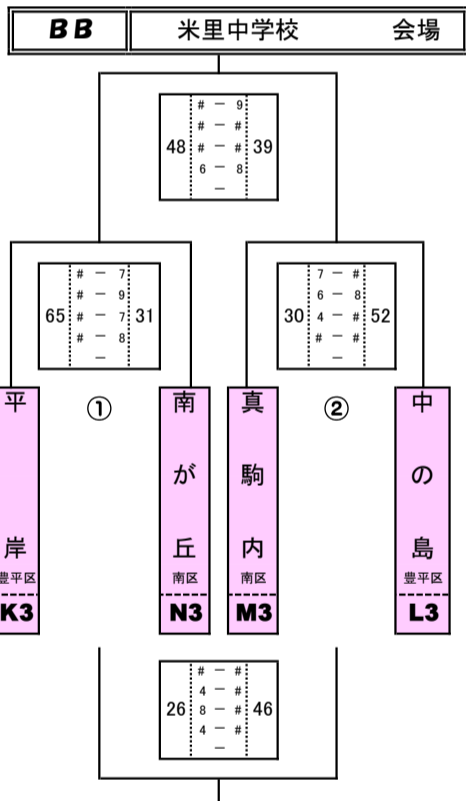 BB 米里中学校 会場
# － 9
# － #
48 # － # 39
6 － 8
－
# － 7
# － 9
65 # － 7 31
# － 8
－
7 － #
6 － 8
30 4 － # 52
# － #
－
① ②
平岸
豊平区
K3
南が丘
南区
N3
真駒内
南区
M3
中の島
豊平区
L3
# － #
4 － #
26 8 － # 46
4 － #
－